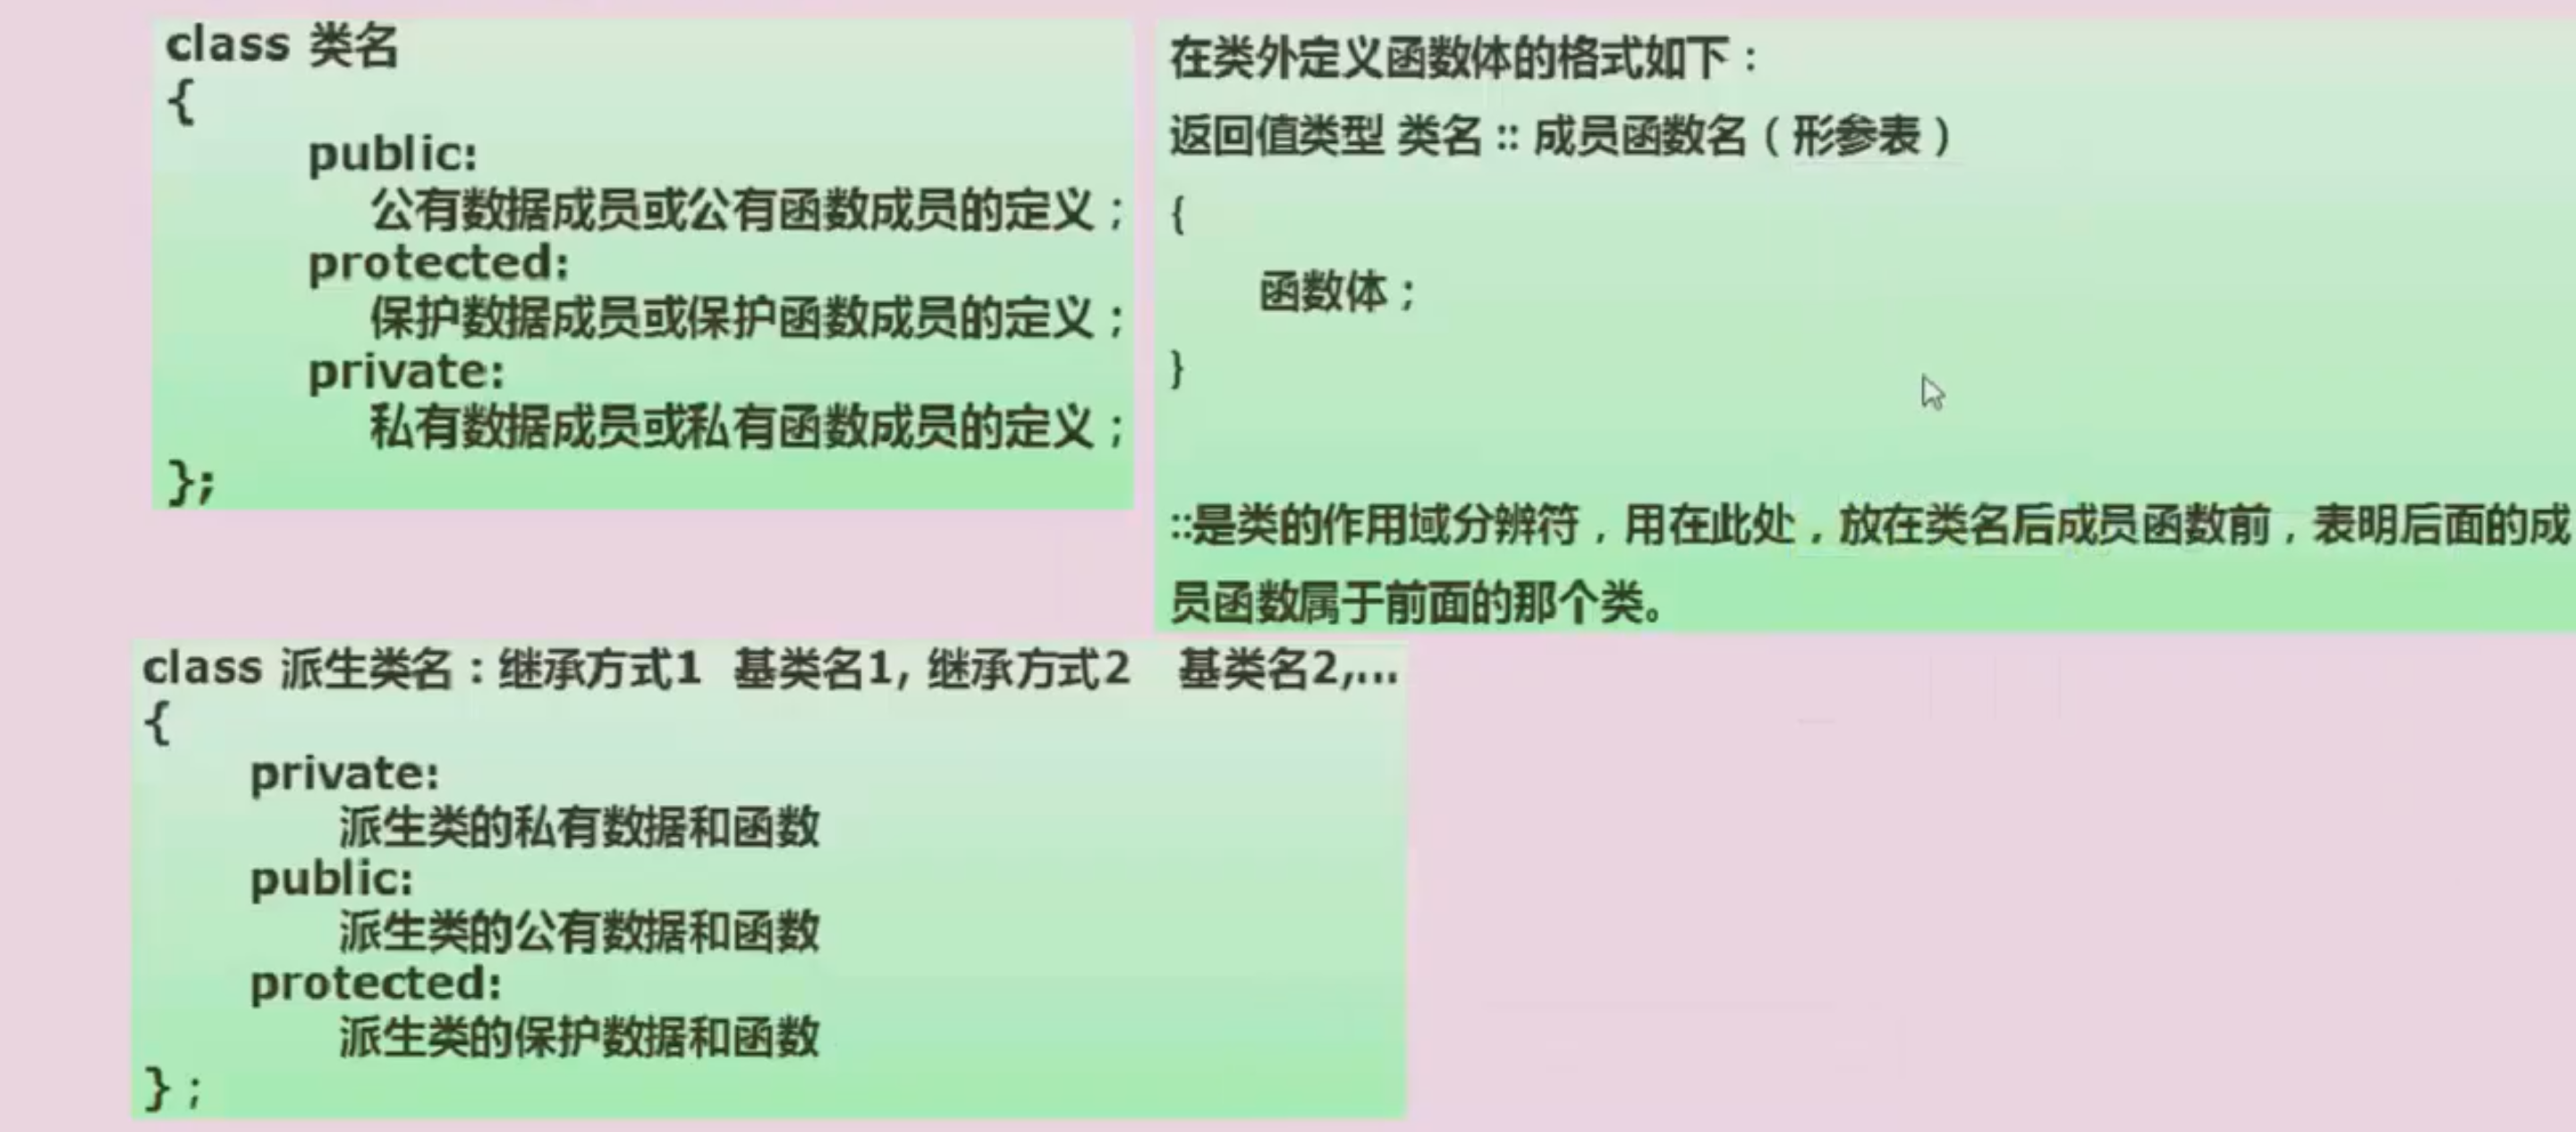 class 类名
{
public:
公有数据成员或公有函数成员的定义；
protected:
保护数据成员或保护函数成员的定义；
private:
私有数据成员或私有函数成员的定义；
};
在类外定义函数体的格式如下：
返回值类型 类名 :: 成员函数名（形参表）
{
函数体；
}
::是类的作用域分辨符，用在此处，放在类名后成员函数前，表明后面的成
员函数属于前面的那个类。
class 派生类名：继承方式1 基类名1, 继承方式2 基类名2,...
{
private:
派生类的私有数据和函数
public:
派生类的公有数据和函数
protected:
派生类的保护数据和函数
}；